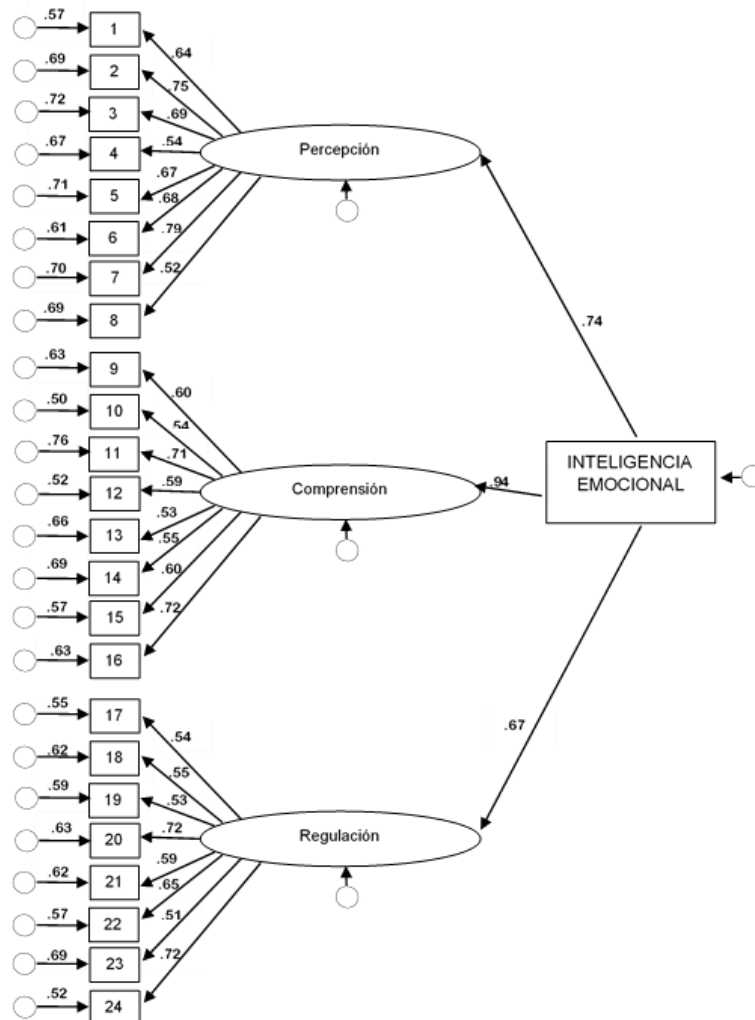 .57 1 .64
.69 2 .75
.72 3 .69
.67 4 .54
Percepción
.71 5 .67
.61 6 .68
.70 7 .79
.69 8 .52
.74
.63 9 .60
.50 10 .54
.76 11 .71
.52 12 .59
Comprensión
.94
INTELIGENCIA
EMOCIONAL
.66 13 .53
.69 14 .55
.57 15 .60
.63 16 .72
.55 17 .54
.67
.62 18 .55
.59 19 .53
.63 20 .72
Regulación
.62 21 .59
.57 22 .65
.69 23 .51
.52 24 .72